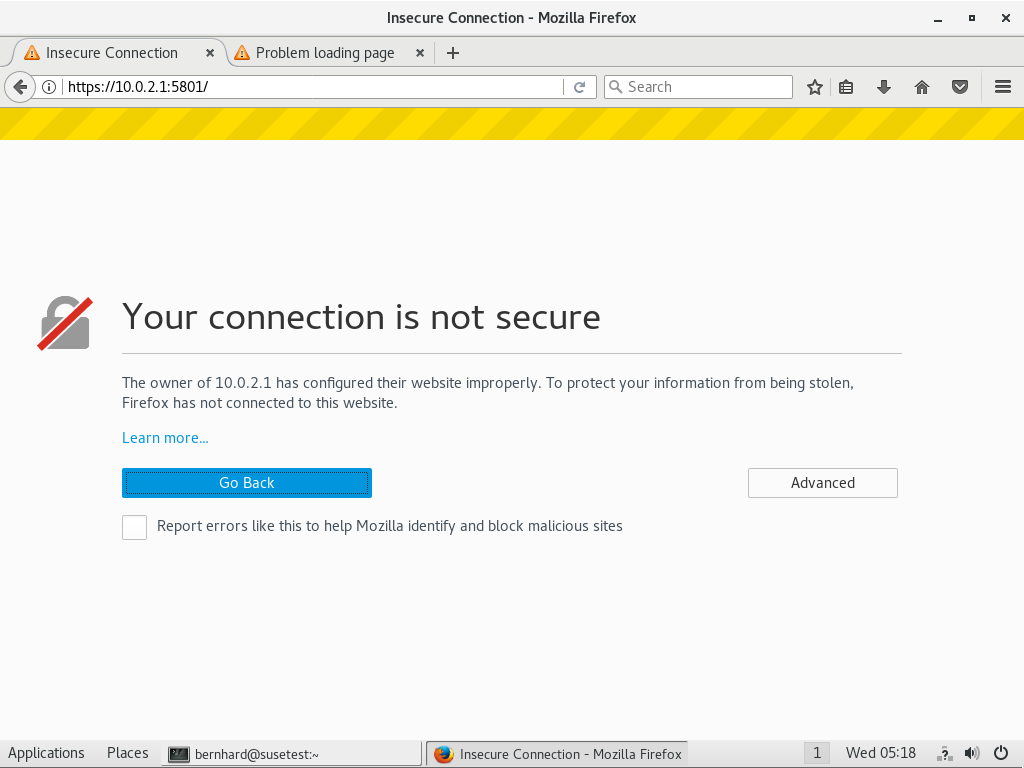 Insecure Connection - Mozilla Firefox
Insecure Connection
Problem loading page
https://10.0.2.1:5801/
Search
Your connection is not secure
The owner of 10.0.2.1 has configured their website improperly. To protect your information from being stolen,
Firefox has not connected to this website.
Learn more...
Go Back
Advanced
Report errors like this to help Mozilla identify and block malicious sites
Applications
Places
bernhard@susetest:~
Insecure Connection - Mozilla Firefox
1
Wed 05:18